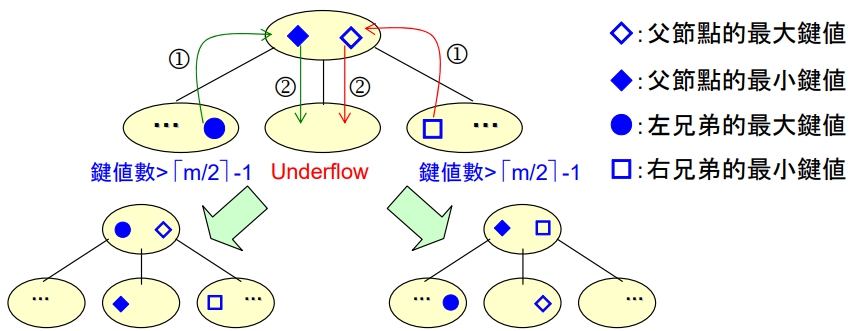 ◇: 父節點的最大鍵值
① ①
◆: 父節點的最小鍵值
② ②
… …
●: 左兄弟的最大鍵值
鍵值數>⌈m/2⌉-1 Underflow 鍵值數>⌈m/2⌉-1
□: 右兄弟的最小鍵值
… … … …